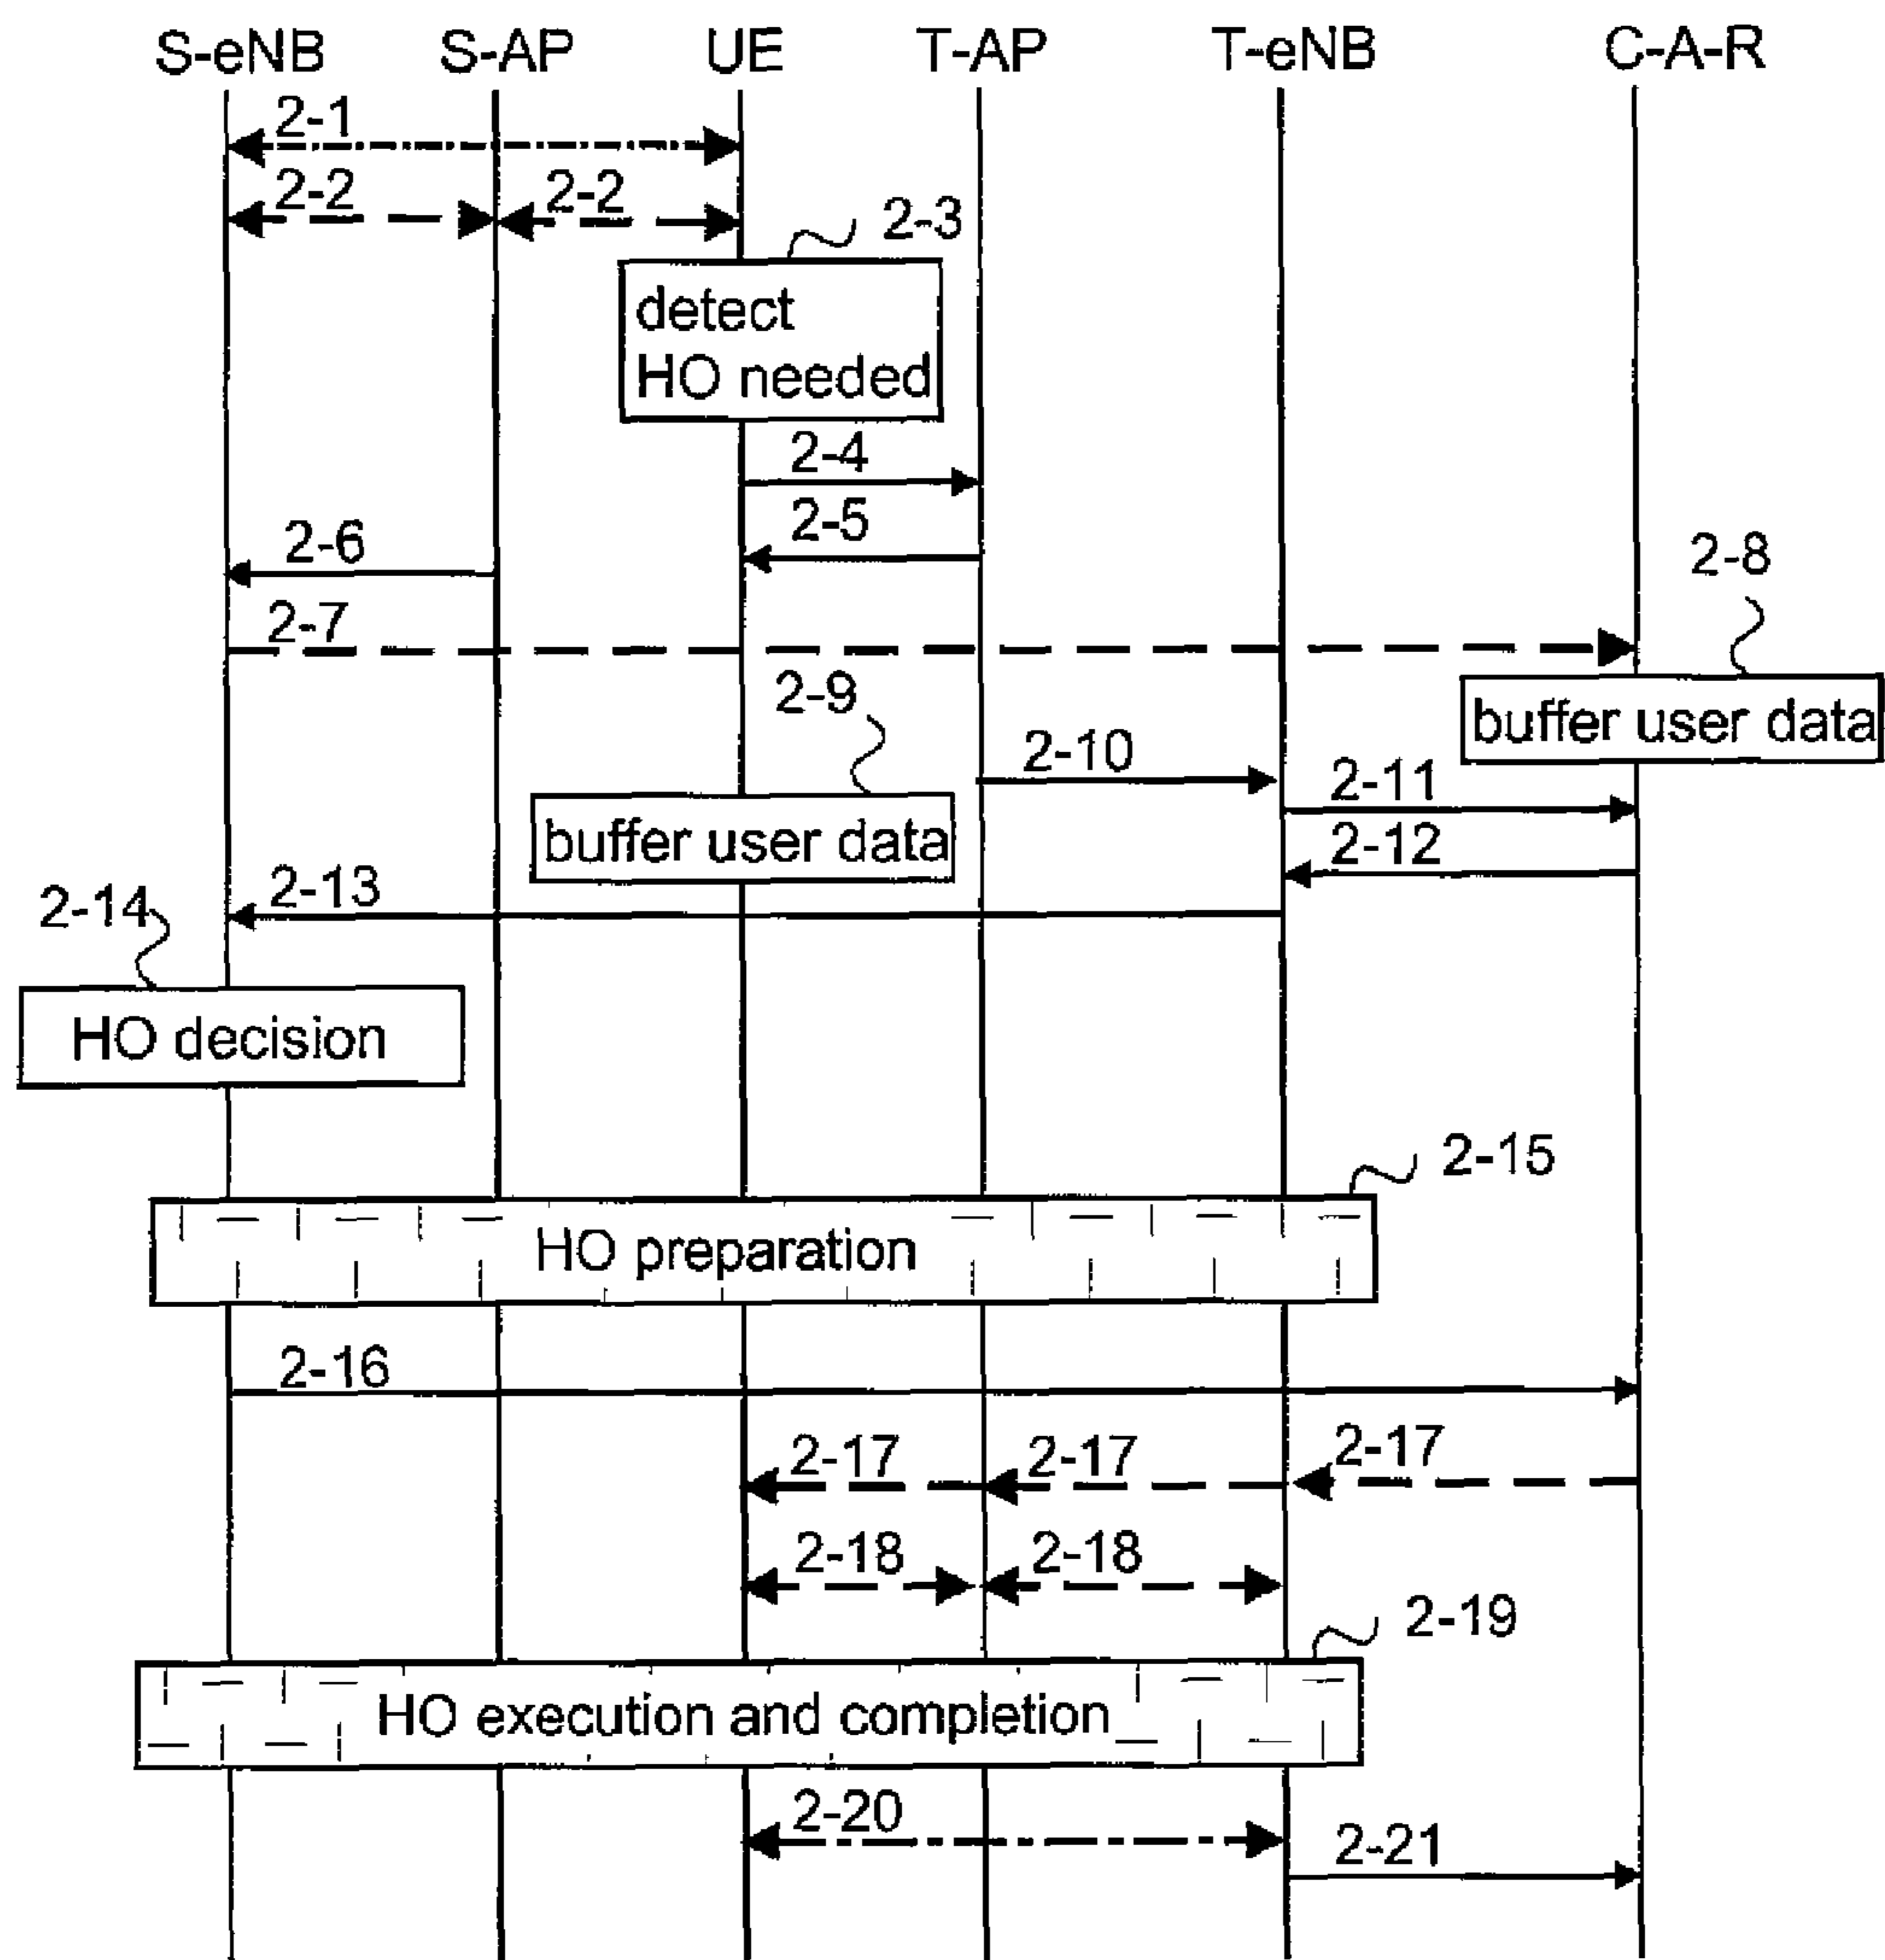 S-eNB S-AP UE T-AP T-eNB C-A-R
2-1
2-2 2-2
2-3
detect
HO needed
2-4
2-5
2-6
2-8
2-7
2-9
buffer user data
2-10
2-11
buffer user data
2-12
2-13
2-14
HO decision
2-15
HO preparation
2-16
2-17 2-17 2-17
2-18 2-18
2-19
HO execution and completion
2-20
2-21